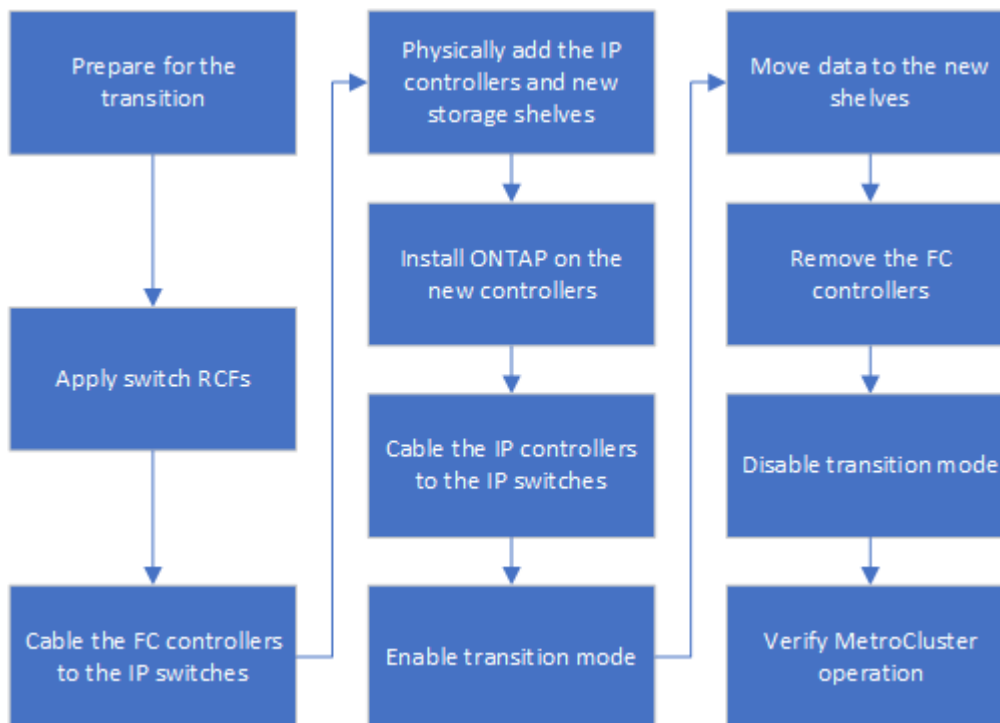 Prepare for the
transition
Apply switch RCFs
Cable the FC controllers
to the IP switches
Physically add the IP
controllers and new
storage shelves
Install ONTAP on the
new controllers
Cable the IP controllers
to the IP switches
Enable transition mode
Move data to the new
shelves
Remove the FC
controllers
Disable transition mode
Verify MetroCluster
operation